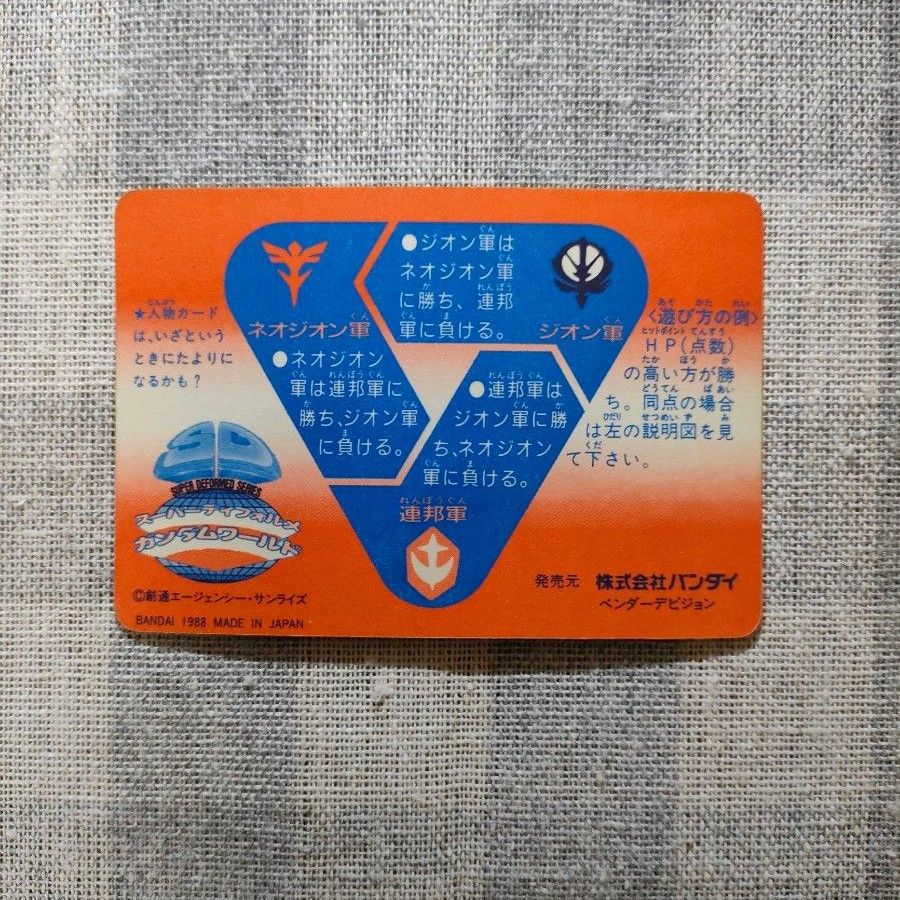 ●ジオン軍は
ネオジオン軍
に勝ち、連邦
軍に負ける。
ネオジオン軍
ジオン軍
●ネオジオン
軍は連邦軍に
勝ち、ジオン軍
に負ける。
●連邦軍は
ジオン軍に勝
ち、ネオジオン
軍に負ける。
連邦軍
★人物カード
は、いざという
ときにたよりに
なるかも?
〈遊び方の例〉
HP(点数)
の高い方が勝
ち。同点の場合
は左の説明図を見
て下さい。
SD
SUPER DEFORMED SERIES
スーパーディフォルメ
ガンダムワールド
©創通エージェンシー・サンライズ
BANDAI 1988 MADE IN JAPAN
発売元 株式会社バンダイ
ベンダーデビジョン